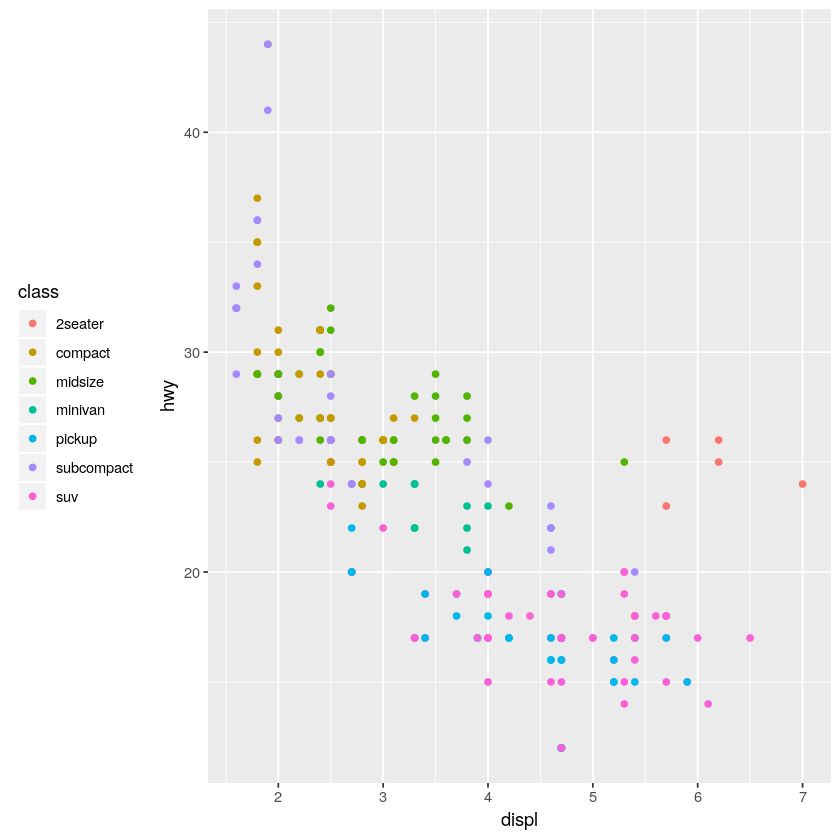 class
2seater
compact
midsize
minivan
pickup
subcompact
suv
hwy
40
30
20
2 3 4 5 6 7
displ